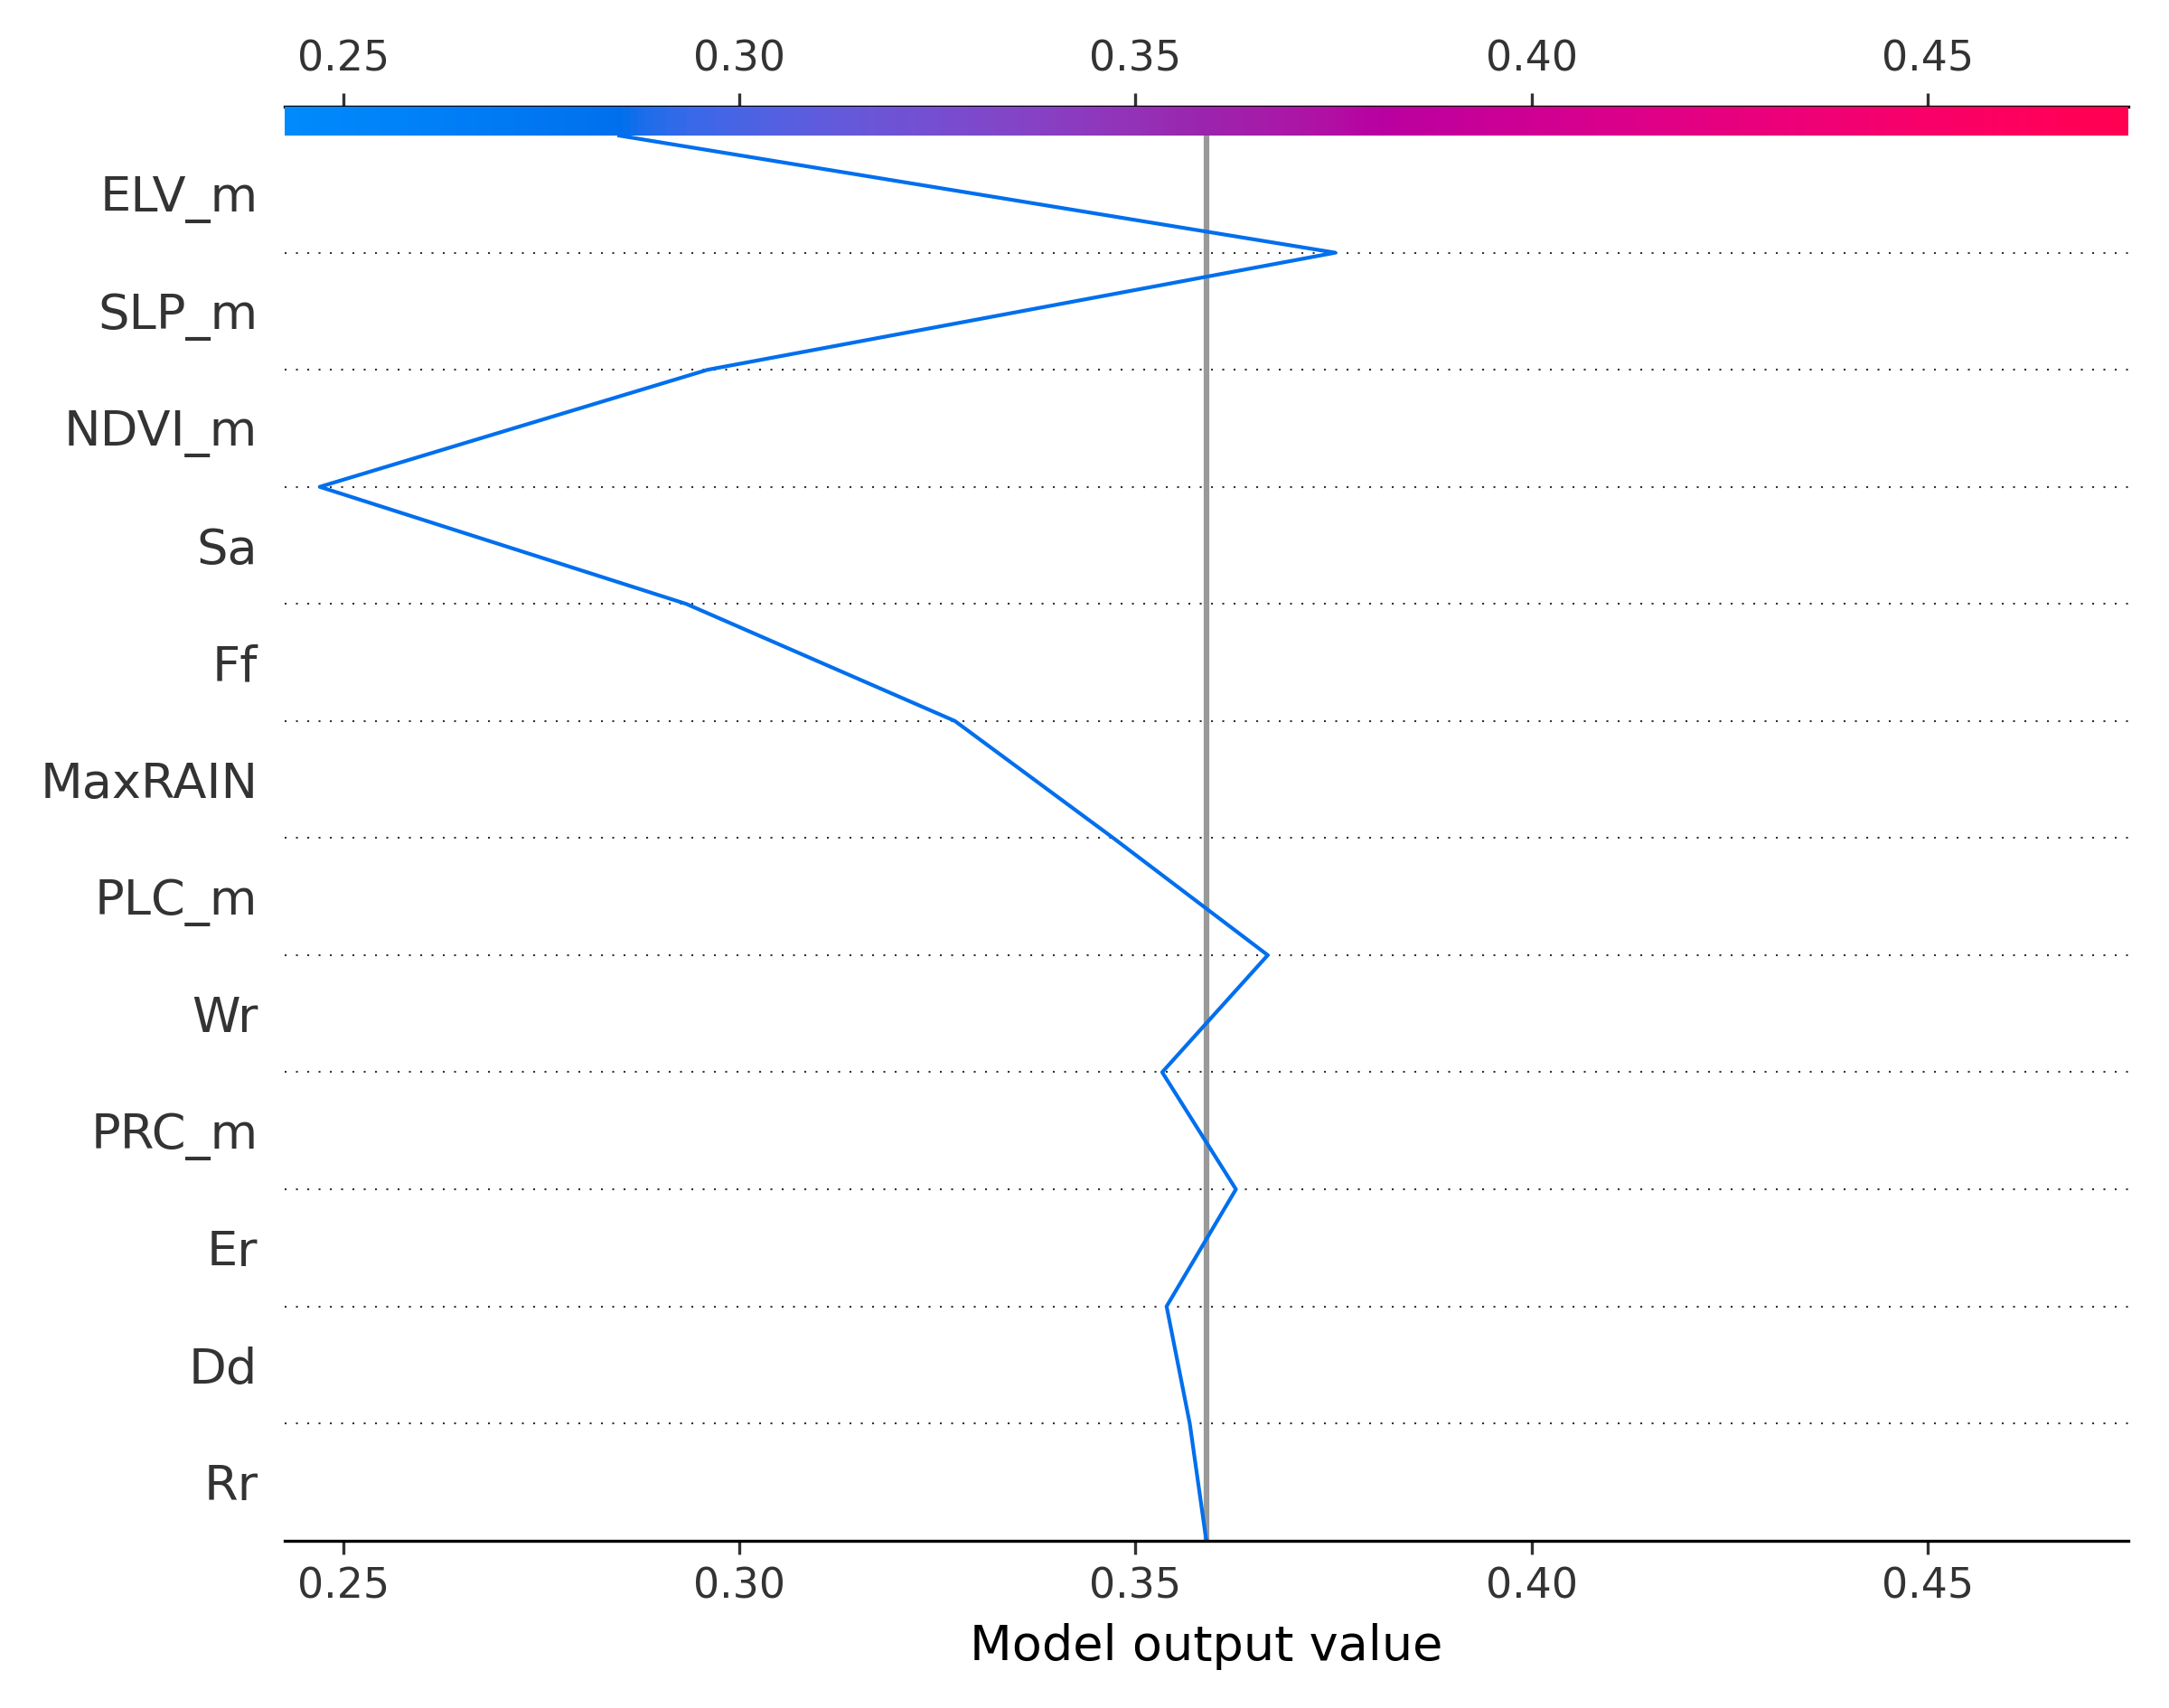 0.25 0.30 0.35 0.40 0.45
ELV_m
SLP_m
NDVI_m
Sa
Ff
MaxRAIN
PLC_m
Wr
PRC_m
Er
Dd
Rr
0.25 0.30 0.35 0.40 0.45
Model output value